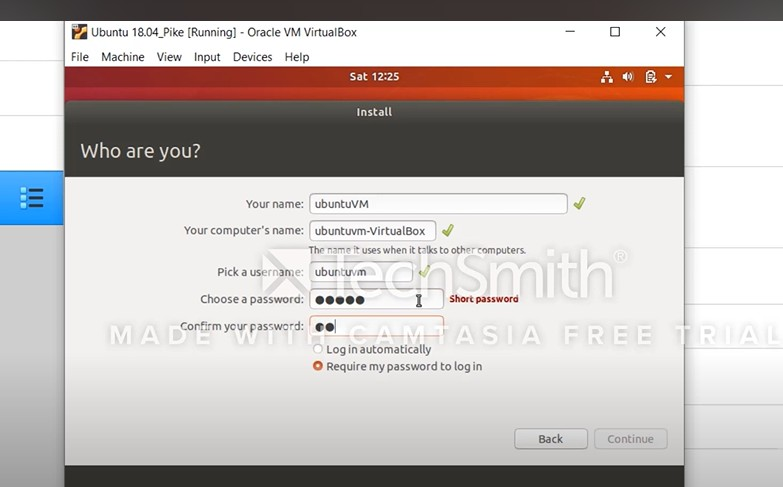 Ubuntu 18.04_Pike [Running] - Oracle VM VirtualBox
File Machine View Input Devices Help
Sat 12:25
Install
Who are you?
Your name: ubuntuVM
Your computer's name: ubuntuvm-VirtualBox
The name it uses when it talks to other computers.
Pick a username: ubuntuvm
TechSmith®
Choose a password: ●●●●● Short password
Confirm your password: ●●
MADE WITH CAMTASIA FREE TRIAL
Log in automatically
Require my password to log in
Back Continue